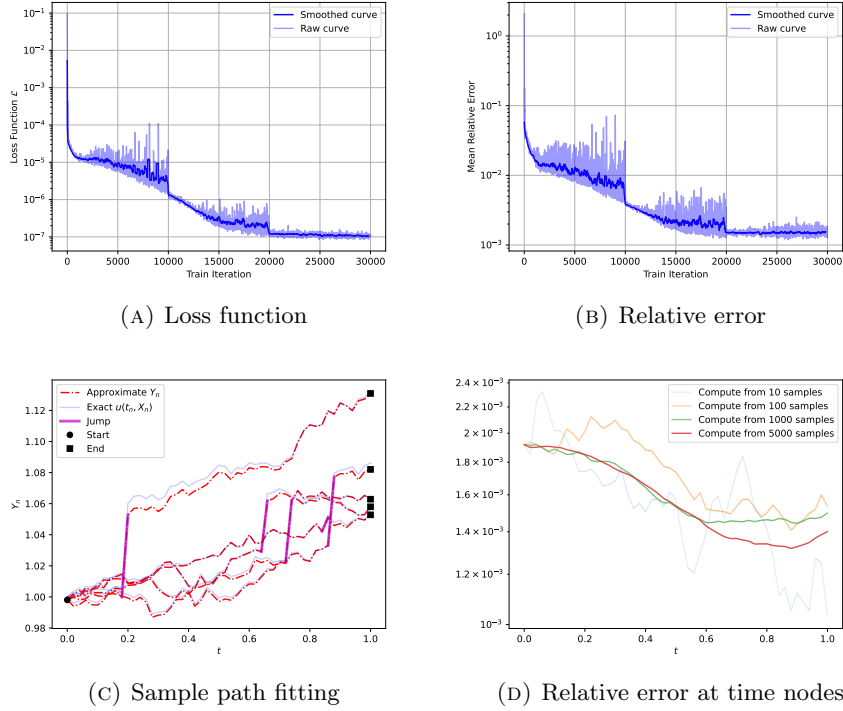 10⁻¹
10⁻²
10⁻³
10⁻⁴
10⁻⁵
10⁻⁶
10⁻⁷
Loss Function ℒ
Smoothed curve
Raw curve
0 5000 10000 15000 20000 25000 30000
Train Iteration
(A) Loss function
10⁰
10⁻¹
10⁻²
10⁻³
Mean Relative Error
Smoothed curve
Raw curve
0 5000 10000 15000 20000 25000 30000
Train Iteration
(B) Relative error
1.12
1.10
1.08
1.06
1.04
1.02
1.00
0.98
Yₙ
Approximate Yₙ
Exact u(tₙ, Xₙ)
Jump
Start
End
0.0 0.2 0.4 0.6 0.8 1.0
t
(C) Sample path fitting
2.4 × 10⁻³
2 × 10⁻³
1.8 × 10⁻³
1.6 × 10⁻³
1.4 × 10⁻³
1.2 × 10⁻³
10⁻³
Compute from 10 samples
Compute from 100 samples
Compute from 1000 samples
Compute from 5000 samples
0.0 0.2 0.4 0.6 0.8 1.0
t
(D) Relative error at time nodes